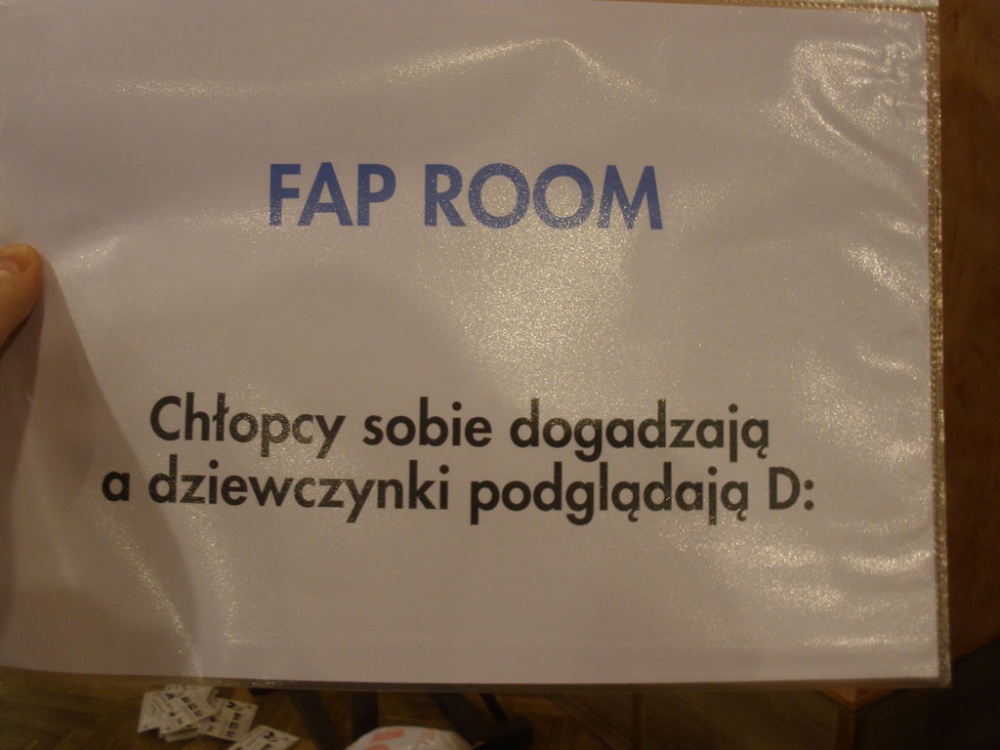 FAP ROOM
Chłopcy sobie dogadzają
a dziewczynki podglądają D: